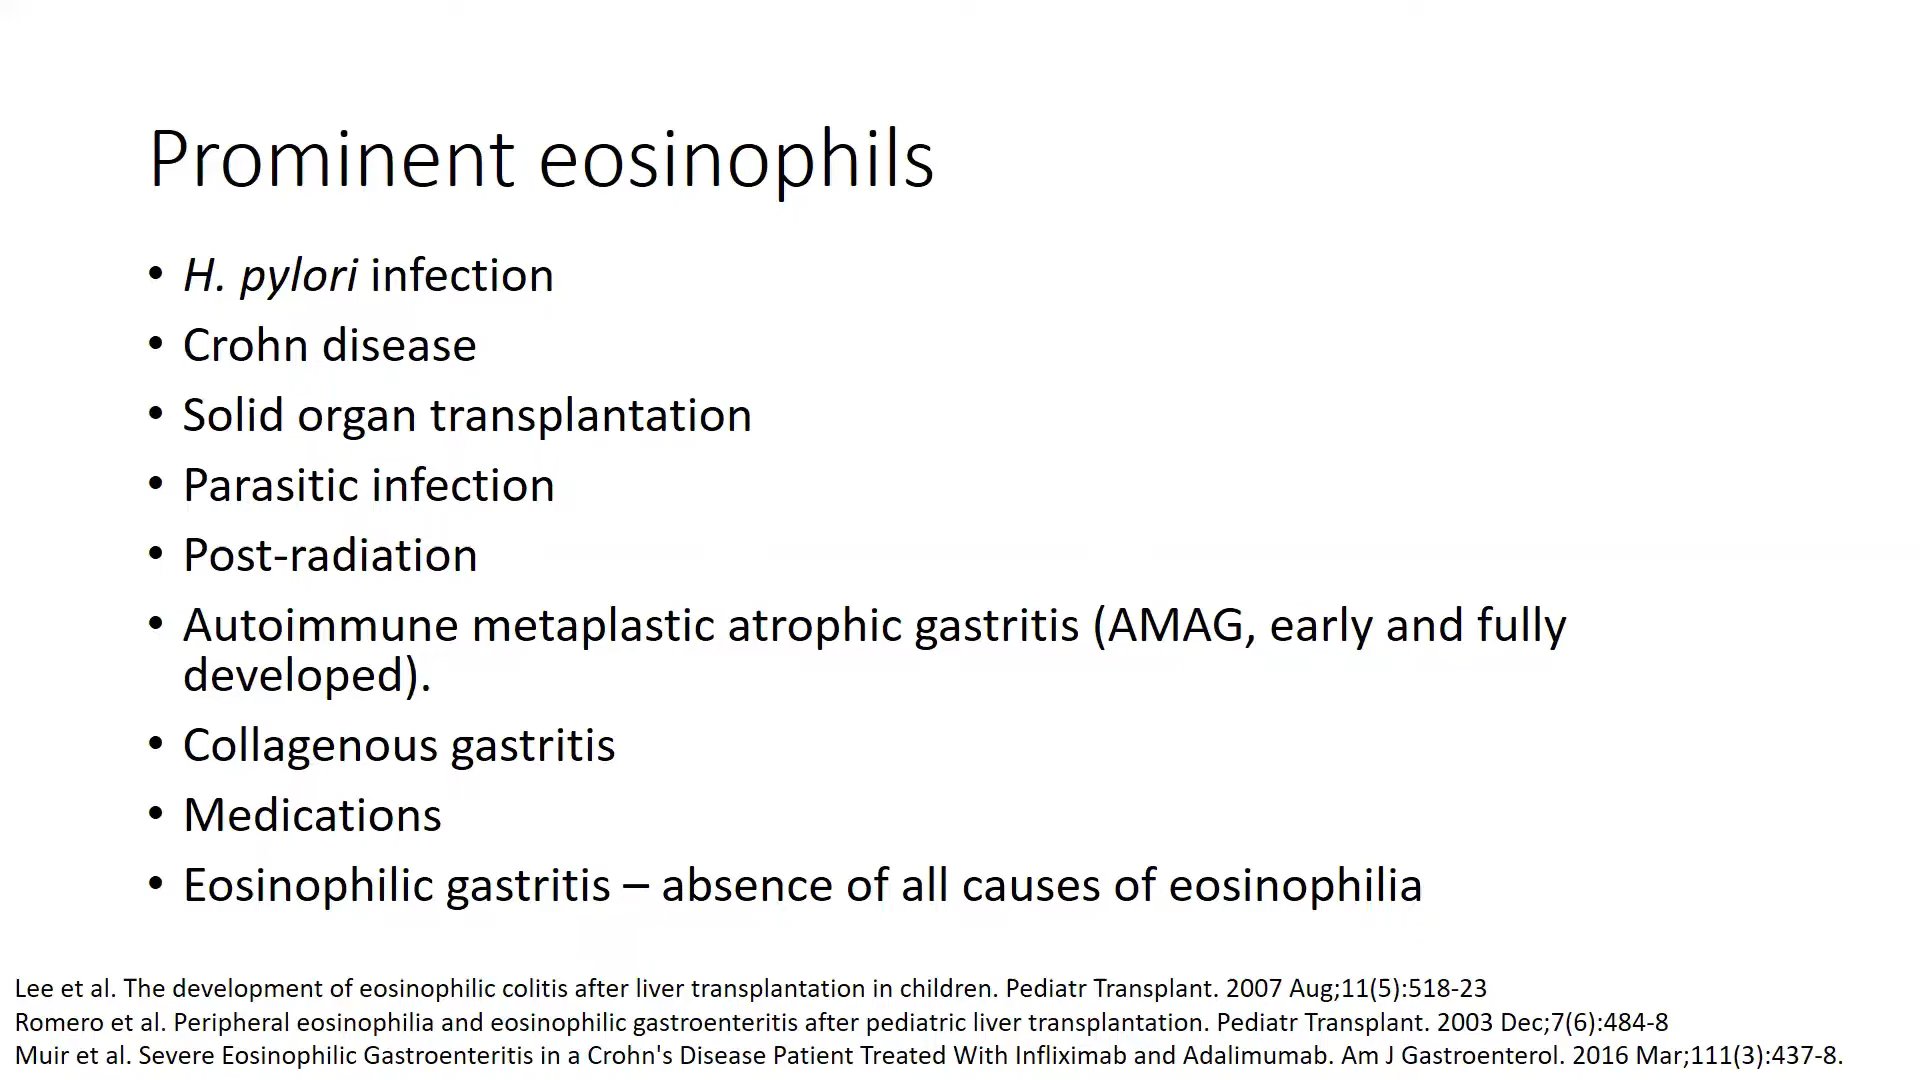 Prominent eosinophils
• H. pylori infection
• Crohn disease
• Solid organ transplantation
• Parasitic infection
• Post-radiation
• Autoimmune metaplastic atrophic gastritis (AMAG, early and fully
developed).
• Collagenous gastritis
• Medications
• Eosinophilic gastritis – absence of all causes of eosinophilia
Lee et al. The development of eosinophilic colitis after liver transplantation in children. Pediatr Transplant. 2007 Aug;11(5):518-23
Romero et al. Peripheral eosinophilia and eosinophilic gastroenteritis after pediatric liver transplantation. Pediatr Transplant. 2003 Dec;7(6):484-8
Muir et al. Severe Eosinophilic Gastroenteritis in a Crohn's Disease Patient Treated With Infliximab and Adalimumab. Am J Gastroenterol. 2016 Mar;111(3):437-8.